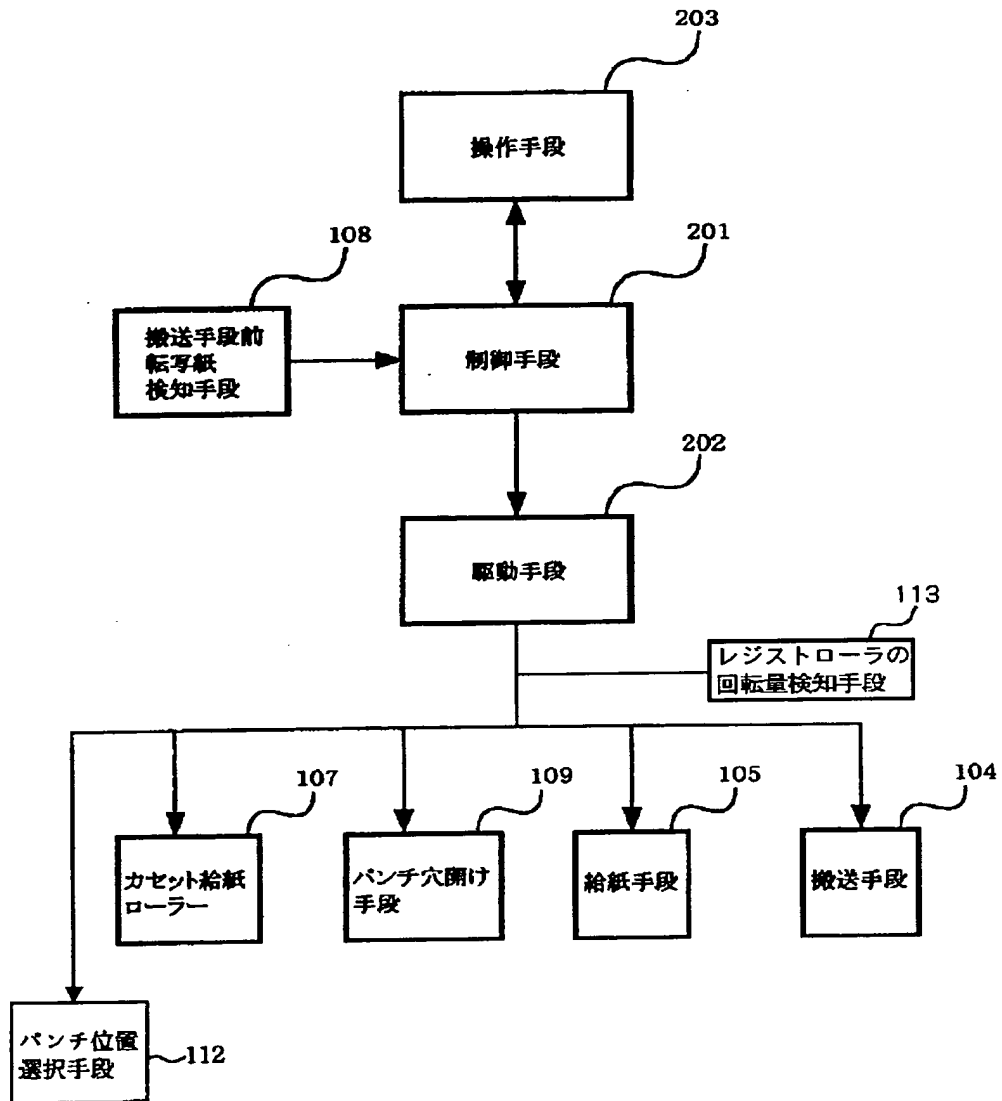 203
操作手段
108
201
搬送手段前
転写紙
検知手段
制御手段
202
駆動手段
113
レジストローラの
回転量検知手段
107
109
105
104
カセット給紙
ローラー
パンチ穴開け
手段
給紙手段
搬送手段
パンチ位置
選択手段
112